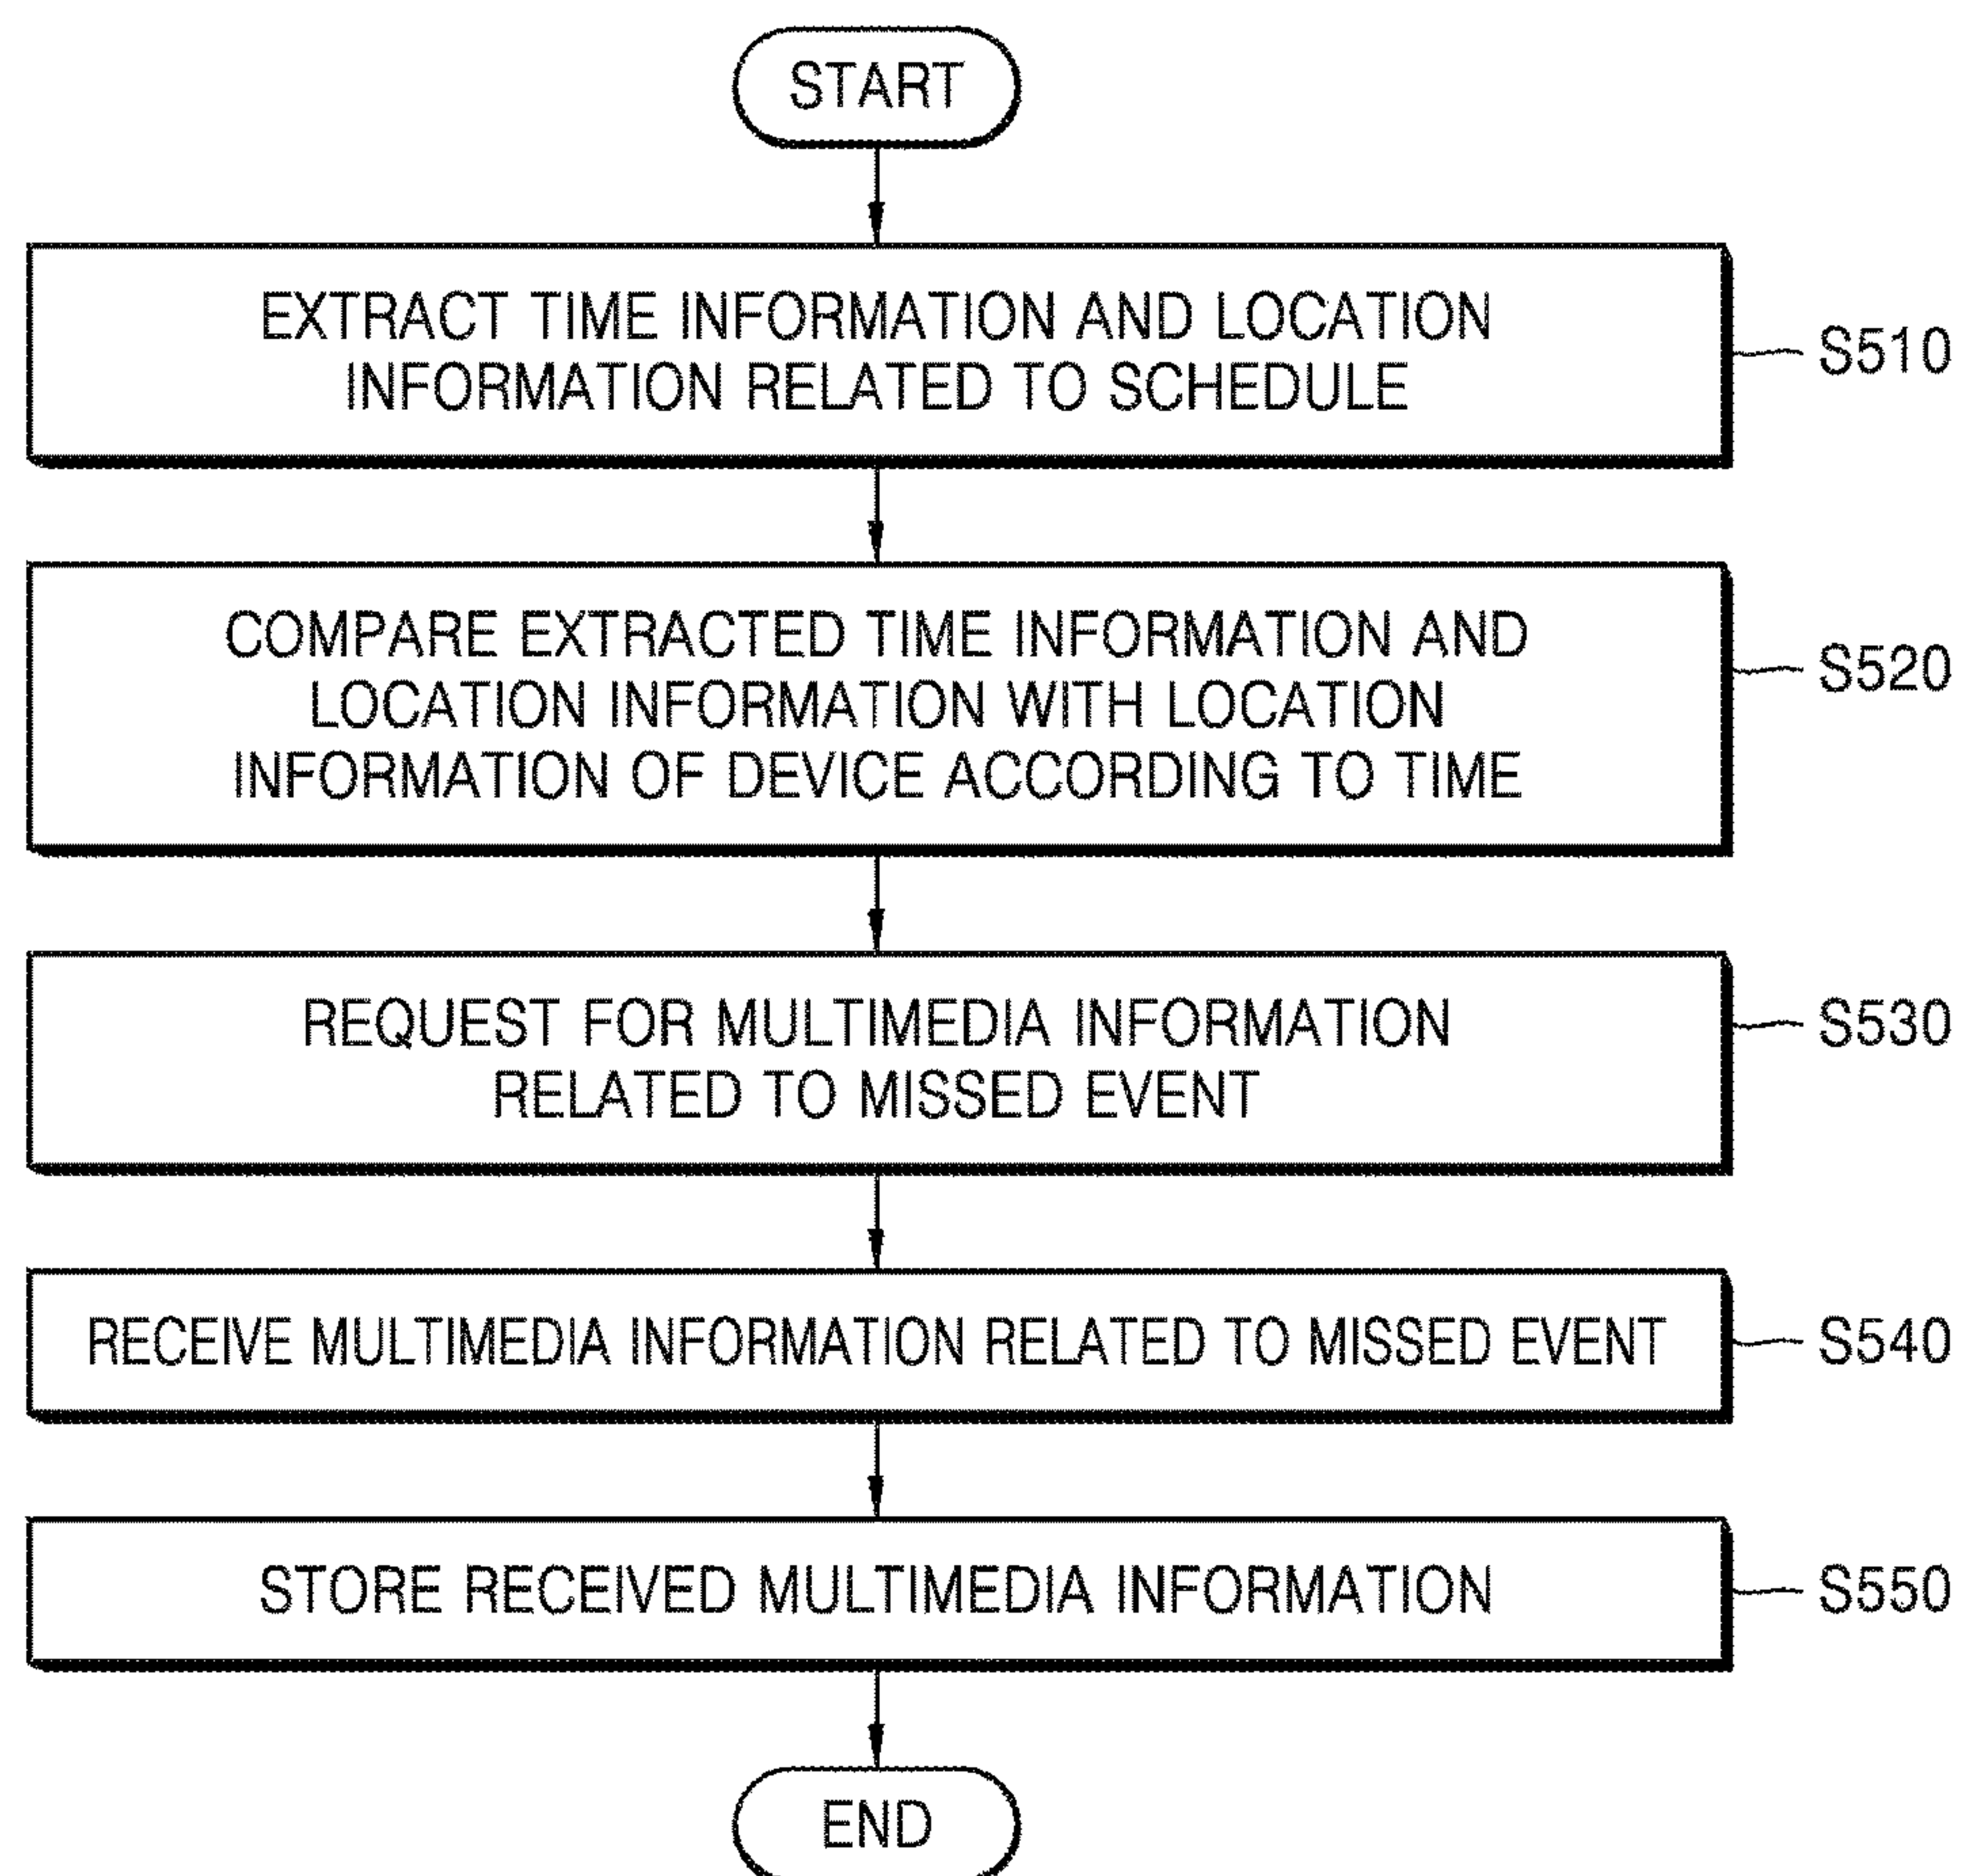 START
EXTRACT TIME INFORMATION AND LOCATION
INFORMATION RELATED TO SCHEDULE
S510
COMPARE EXTRACTED TIME INFORMATION AND
LOCATION INFORMATION WITH LOCATION
INFORMATION OF DEVICE ACCORDING TO TIME
S520
REQUEST FOR MULTIMEDIA INFORMATION
RELATED TO MISSED EVENT
S530
RECEIVE MULTIMEDIA INFORMATION RELATED TO MISSED EVENT
S540
STORE RECEIVED MULTIMEDIA INFORMATION
S550
END